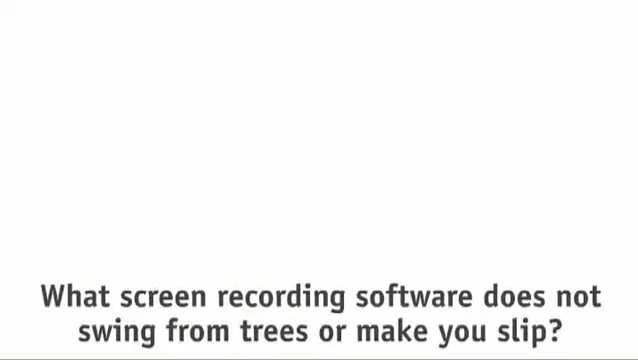 What screen recording software does not
swing from trees or make you slip?